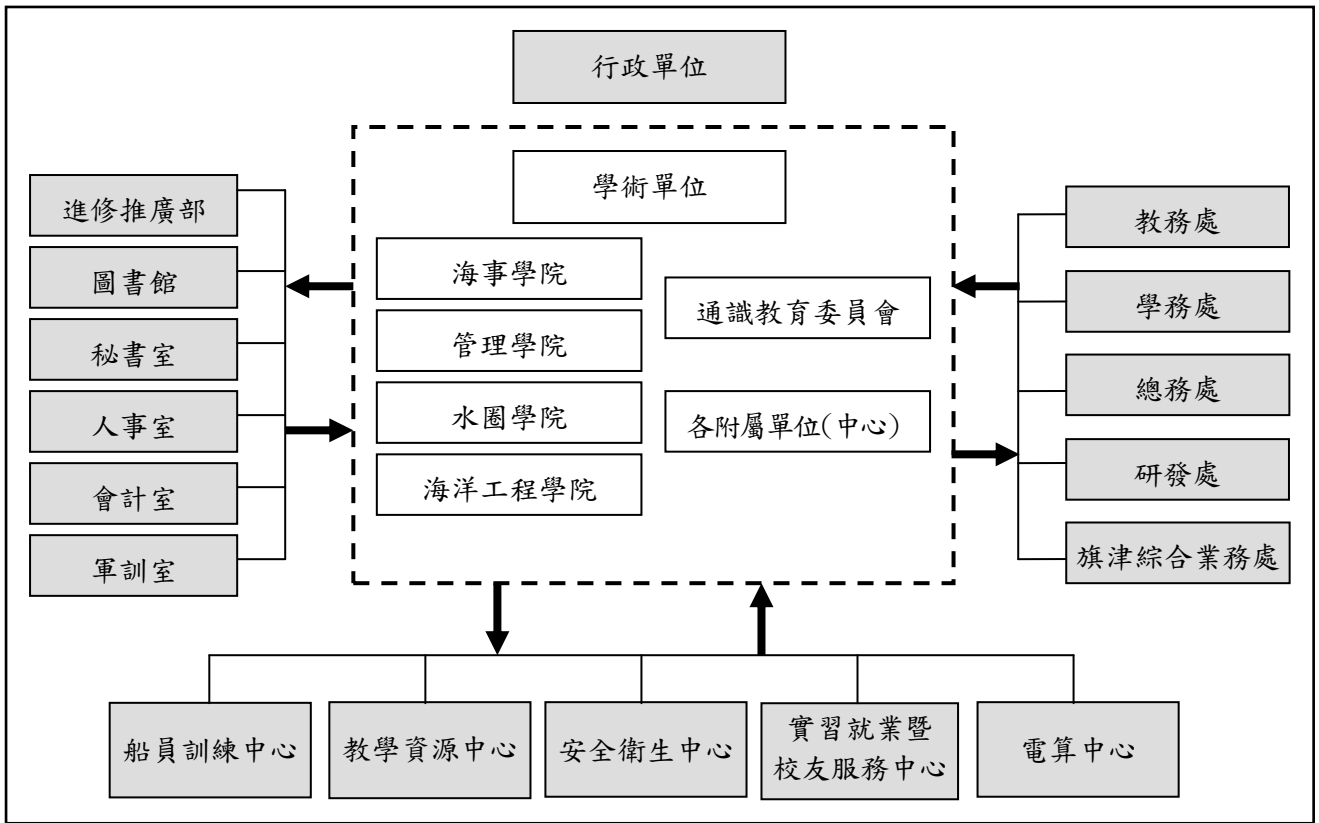 行政單位
學術單位
進修推廣部
圖書館
秘書室
人事室
會計室
軍訓室
海事學院
管理學院
水圈學院
海洋工程學院
通識教育委員會
各附屬單位(中心)
教務處
學務處
總務處
研發處
旗津綜合業務處
船員訓練中心
教學資源中心
安全衛生中心
實習就業暨
校友服務中心
電算中心